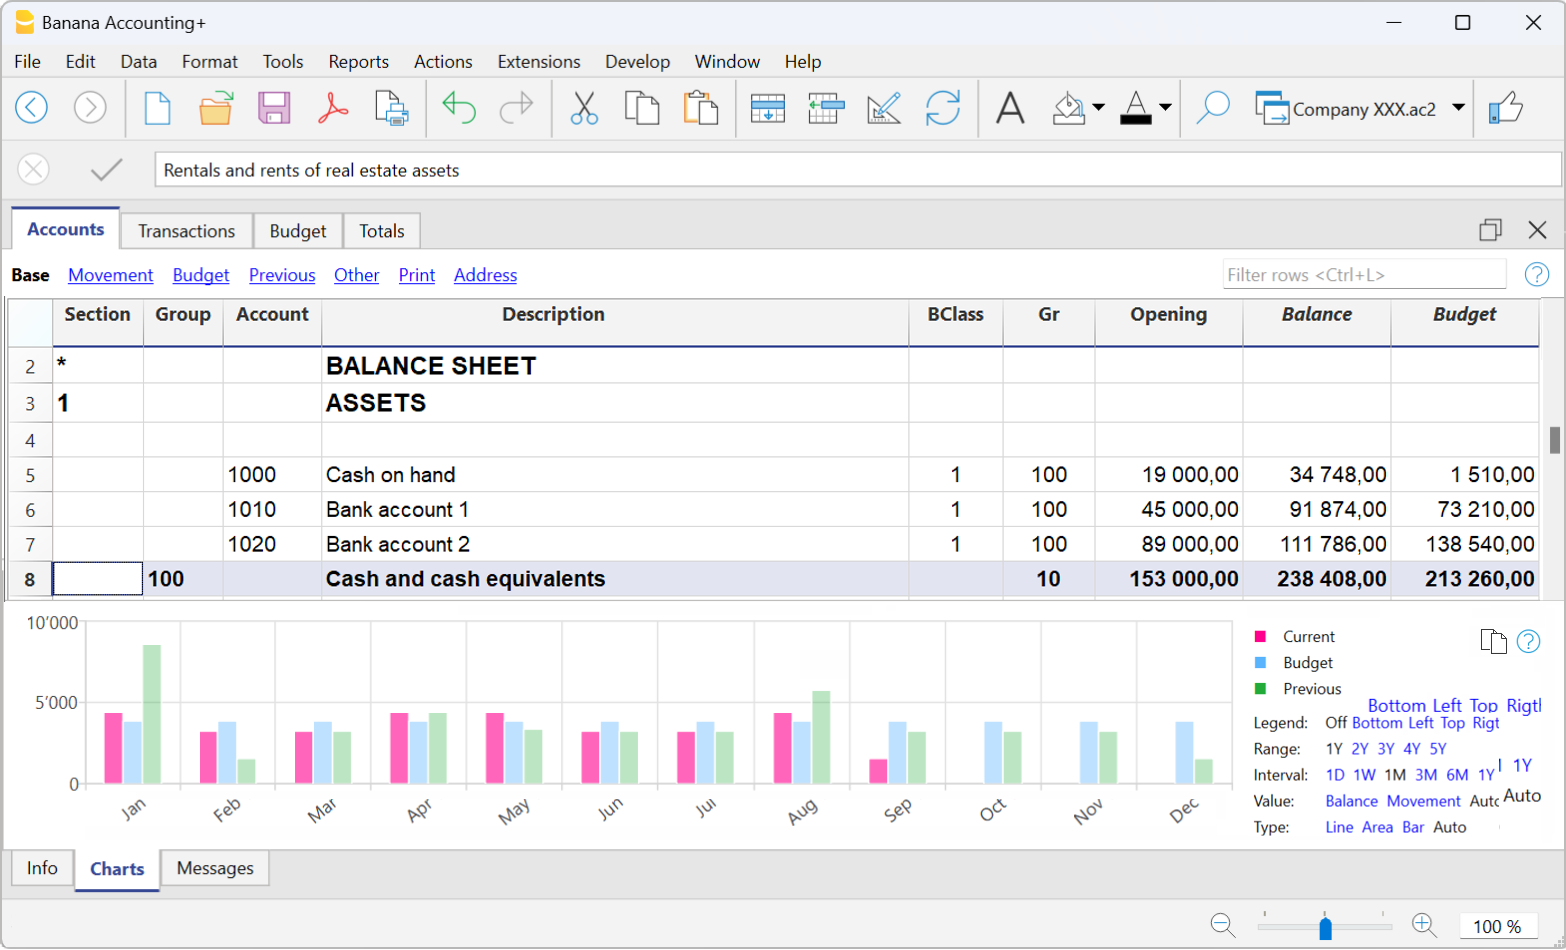 Banana Accounting+
File Edit Data Format Tools Reports Actions Extensions Develop Window Help
A A Company XXX.ac2
Rentals and rents of real estate assets
Accounts Transactions Budget Totals
Base Movement Budget Previous Other Print Address Filter rows <Ctrl+L> ?
Section Group Account Description BClass Gr Opening Balance Budget
2 * BALANCE SHEET
3 1 ASSETS
4
5 1000 Cash on hand 1 100 19 000,00 34 748,00 1 510,00
6 1010 Bank account 1 1 100 45 000,00 91 874,00 73 210,00
7 1020 Bank account 2 1 100 89 000,00 111 786,00 138 540,00
8 100 Cash and cash equivalents 10 153 000,00 238 408,00 213 260,00
10'000
5'000
0
Jan Feb Mar Apr May Jun Jul Aug Sep Oct Nov Dec
Current ?
Budget
Previous
Bottom Left Top Rigth
Legend: Off Bottom Left Top Rigt
Range: 1Y 2Y 3Y 4Y 5Y
Interval: 1D 1W 1M 3M 6M 1Y 1Y
Value: Balance Movement Auto Auto
Type: Line Area Bar Auto
Info Charts Messages
100 %